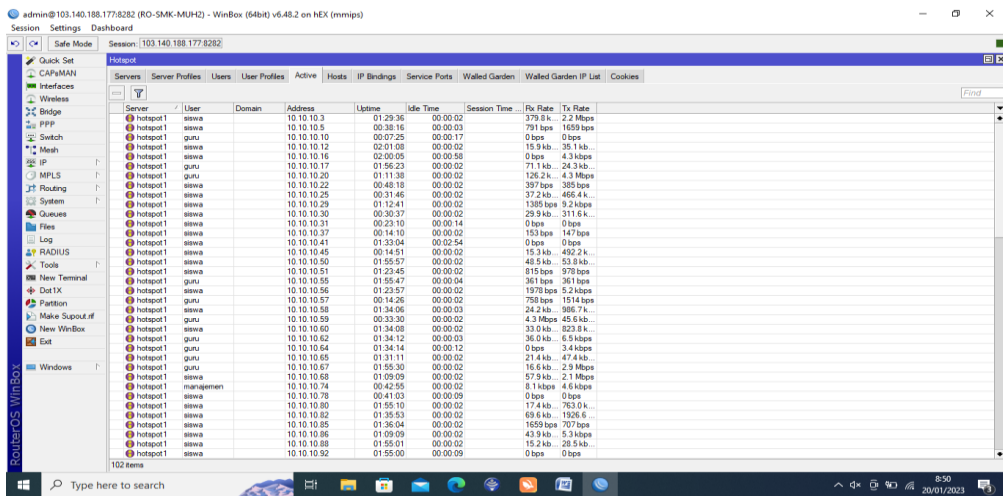 admin@103.140.188.177:8282 (RO-SMK-MUH2) - WinBox (64bit) v6.48.2 on hEX (mmips)
Session Settings Dashboard
Safe Mode Session: 103.140.188.177:8282
Quick Set
CAPsMAN
Interfaces
Wireless
Bridge
PPP
Switch
Mesh
IP
MPLS
Routing
System
Queues
Files
Log
RADIUS
Tools
New Terminal
Dot1X
Partition
Make Supout.rif
New WinBox
Exit
Windows
RouterOS WinBox
Hotspot
Servers Server Profiles Users User Profiles Active Hosts IP Bindings Service Ports Walled Garden Walled Garden IP List Cookies
Find
Server User Domain Address Uptime Idle Time Session Time ... Rx Rate Tx Rate
hotspot1 siswa 10.10.10.3 01:29:36 00:00:02 379.8 k... 2.2 Mbps
hotspot1 siswa 10.10.10.5 00:38:16 00:00:03 791 bps 1659 bps
hotspot1 guru 10.10.10.10 00:07:25 00:00:17 0 bps 0 bps
hotspot1 siswa 10.10.10.12 02:01:08 00:00:02 15.9 kb... 35.1 kb...
hotspot1 siswa 10.10.10.16 02:00:05 00:00:58 0 bps 4.3 kbps
hotspot1 guru 10.10.10.17 01:56:23 00:00:02 71.1 kb... 24.3 kb...
hotspot1 guru 10.10.10.20 01:11:38 00:00:02 126.2 k... 4.3 Mbps
hotspot1 siswa 10.10.10.22 00:48:18 00:00:02 397 bps 385 bps
hotspot1 siswa 10.10.10.25 00:31:46 00:00:02 37.2 kb... 466.4 k...
hotspot1 siswa 10.10.10.29 01:12:41 00:00:02 1385 bps 9.2 kbps
hotspot1 siswa 10.10.10.30 00:30:37 00:00:02 29.9 kb... 311.6 k...
hotspot1 siswa 10.10.10.31 00:23:10 00:00:14 0 bps 0 bps
hotspot1 siswa 10.10.10.37 00:14:10 00:00:02 153 bps 147 bps
hotspot1 siswa 10.10.10.41 01:33:04 00:02:54 0 bps 0 bps
hotspot1 siswa 10.10.10.45 00:14:51 00:00:02 15.3 kb... 492.2 k...
hotspot1 siswa 10.10.10.50 01:55:57 00:00:02 48.5 kb... 53.8 kb...
hotspot1 siswa 10.10.10.51 01:23:45 00:00:02 815 bps 978 bps
hotspot1 guru 10.10.10.55 01:55:47 00:00:04 361 bps 361 bps
hotspot1 siswa 10.10.10.56 01:23:57 00:00:02 1978 bps 5.2 kbps
hotspot1 guru 10.10.10.57 00:14:26 00:00:02 758 bps 1514 bps
hotspot1 siswa 10.10.10.58 01:34:06 00:00:03 24.2 kb... 986.7 k...
hotspot1 guru 10.10.10.59 00:33:30 00:00:02 4.3 Mbps 45.6 kb...
hotspot1 guru 10.10.10.60 01:34:08 00:00:02 33.0 kb... 823.8 k...
hotspot1 guru 10.10.10.62 01:34:12 00:00:03 36.0 kb... 6.5 kbps
hotspot1 siswa 10.10.10.64 01:34:14 00:00:12 0 bps 3.4 kbps
hotspot1 siswa 10.10.10.65 01:31:11 00:00:02 21.4 kb... 47.4 kb...
hotspot1 guru 10.10.10.67 01:55:30 00:00:02 16.6 kb... 2.9 Mbps
hotspot1 siswa 10.10.10.68 01:09:09 00:00:02 57.9 kb... 2.1 Mbps
hotspot1 manajemen 10.10.10.74 00:42:55 00:00:02 8.1 kbps 4.6 kbps
hotspot1 siswa 10.10.10.78 00:41:03 00:00:09 0 bps 0 bps
hotspot1 siswa 10.10.10.80 01:55:10 00:00:02 17.4 kb... 763.0 k...
hotspot1 siswa 10.10.10.82 01:35:53 00:00:02 69.6 kb... 1926.6 ...
hotspot1 siswa 10.10.10.85 01:36:04 00:00:02 1659 bps 707 bps
hotspot1 siswa 10.10.10.86 01:09:09 00:00:02 43.9 kb... 5.3 kbps
hotspot1 siswa 10.10.10.88 01:55:01 00:00:02 15.2 kb... 28.5 kb...
hotspot1 siswa 10.10.10.92 01:55:00 00:00:09 0 bps 0 bps
102 items
Type here to search
8:50
20/01/2023